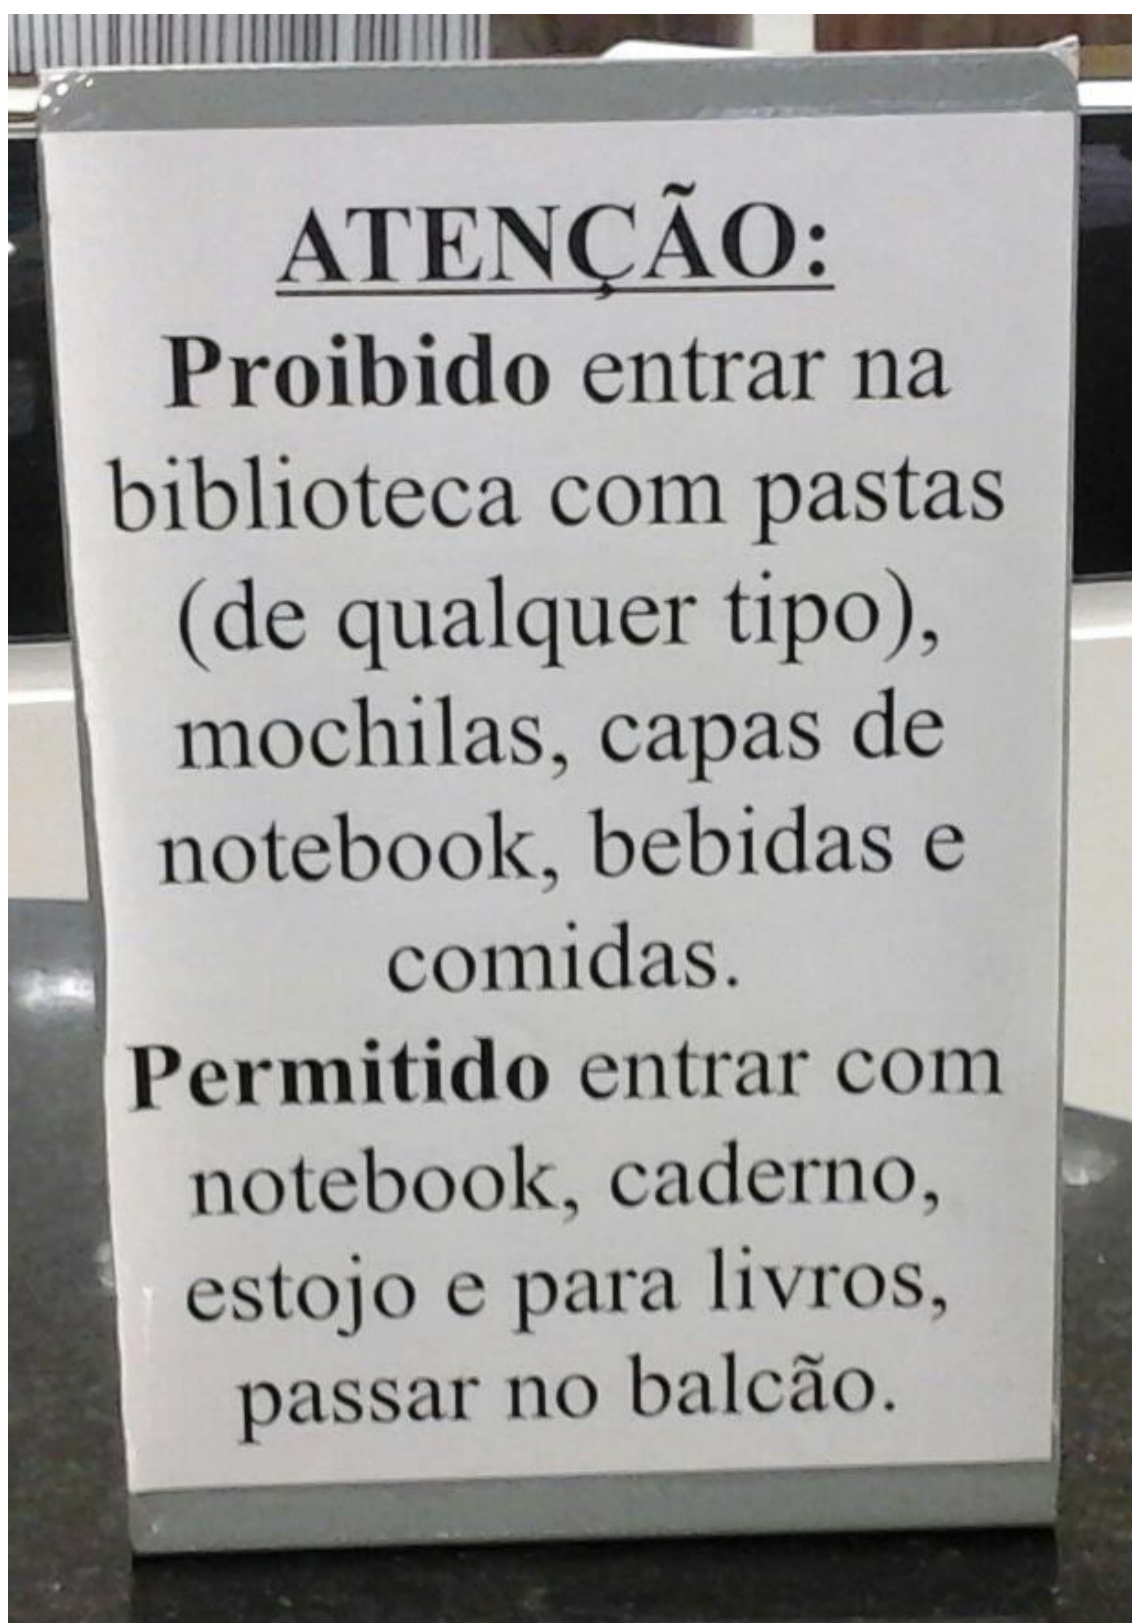 ATENÇÃO:
Proibido entrar na
biblioteca com pastas
(de qualquer tipo),
mochilas, capas de
notebook, bebidas e
comidas.
Permitido entrar com
notebook, caderno,
estojo e para livros,
passar no balcão.